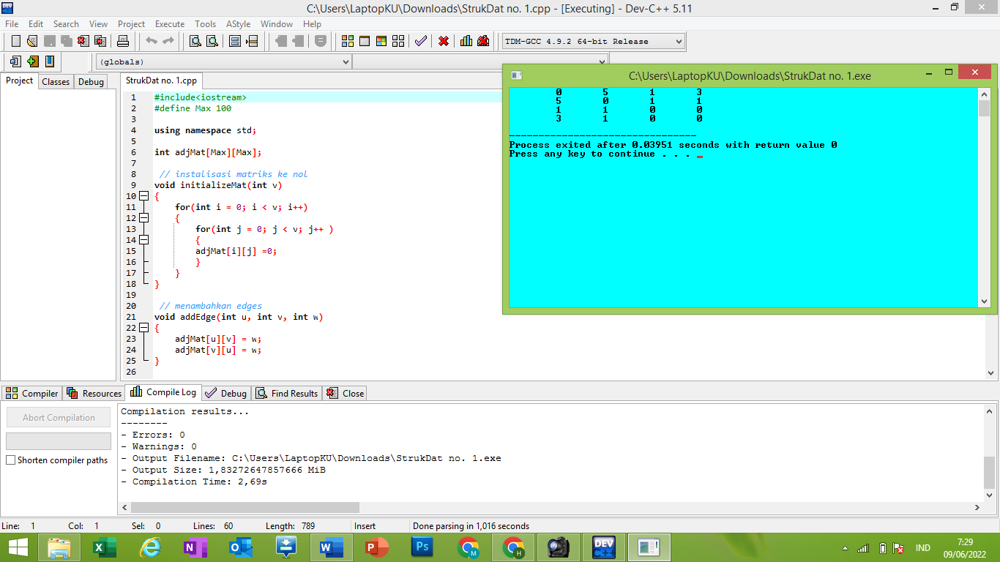 C:\Users\LaptopKU\Downloads\StrukDat no. 1.cpp - [Executing] - Dev-C++ 5.11
File Edit Search View Project Execute Tools AStyle Window Help
TDM-GCC 4.9.2 64-bit Release
(globals)
Project Classes Debug
StrukDat no. 1.cpp
1 #include<iostream>
2 #define Max 100
3
4 using namespace std;
5
6 int adjMat[Max][Max];
7
8 // instalisasi matriks ke nol
9 void initializeMat(int v)
10 {
11 for(int i = 0; i < v; i++)
12 {
13 for(int j = 0; j < v; j++ )
14 {
15 adjMat[i][j] =0;
16 }
17 }
18 }
19
20 // menambahkan edges
21 void addEdge(int u, int v, int w)
22 {
23 adjMat[u][v] = w;
24 adjMat[v][u] = w;
25 }
26
C:\Users\LaptopKU\Downloads\StrukDat no. 1.exe
0 5 1 3
5 0 1 1
1 1 0 0
3 1 0 0
--------------------------------
Process exited after 0.03951 seconds with return value 0
Press any key to continue . . .
Compiler Resources Compile Log Debug Find Results Close
Abort Compilation
Shorten compiler paths
Compilation results...
--------
- Errors: 0
- Warnings: 0
- Output Filename: C:\Users\LaptopKU\Downloads\StrukDat no. 1.exe
- Output Size: 1,83272647857666 MiB
- Compilation Time: 2,69s
Line: 1 Col: 1 Sel: 0 Lines: 60 Length: 789 Insert Done parsing in 1,016 seconds
IND
7:29
09/06/2022